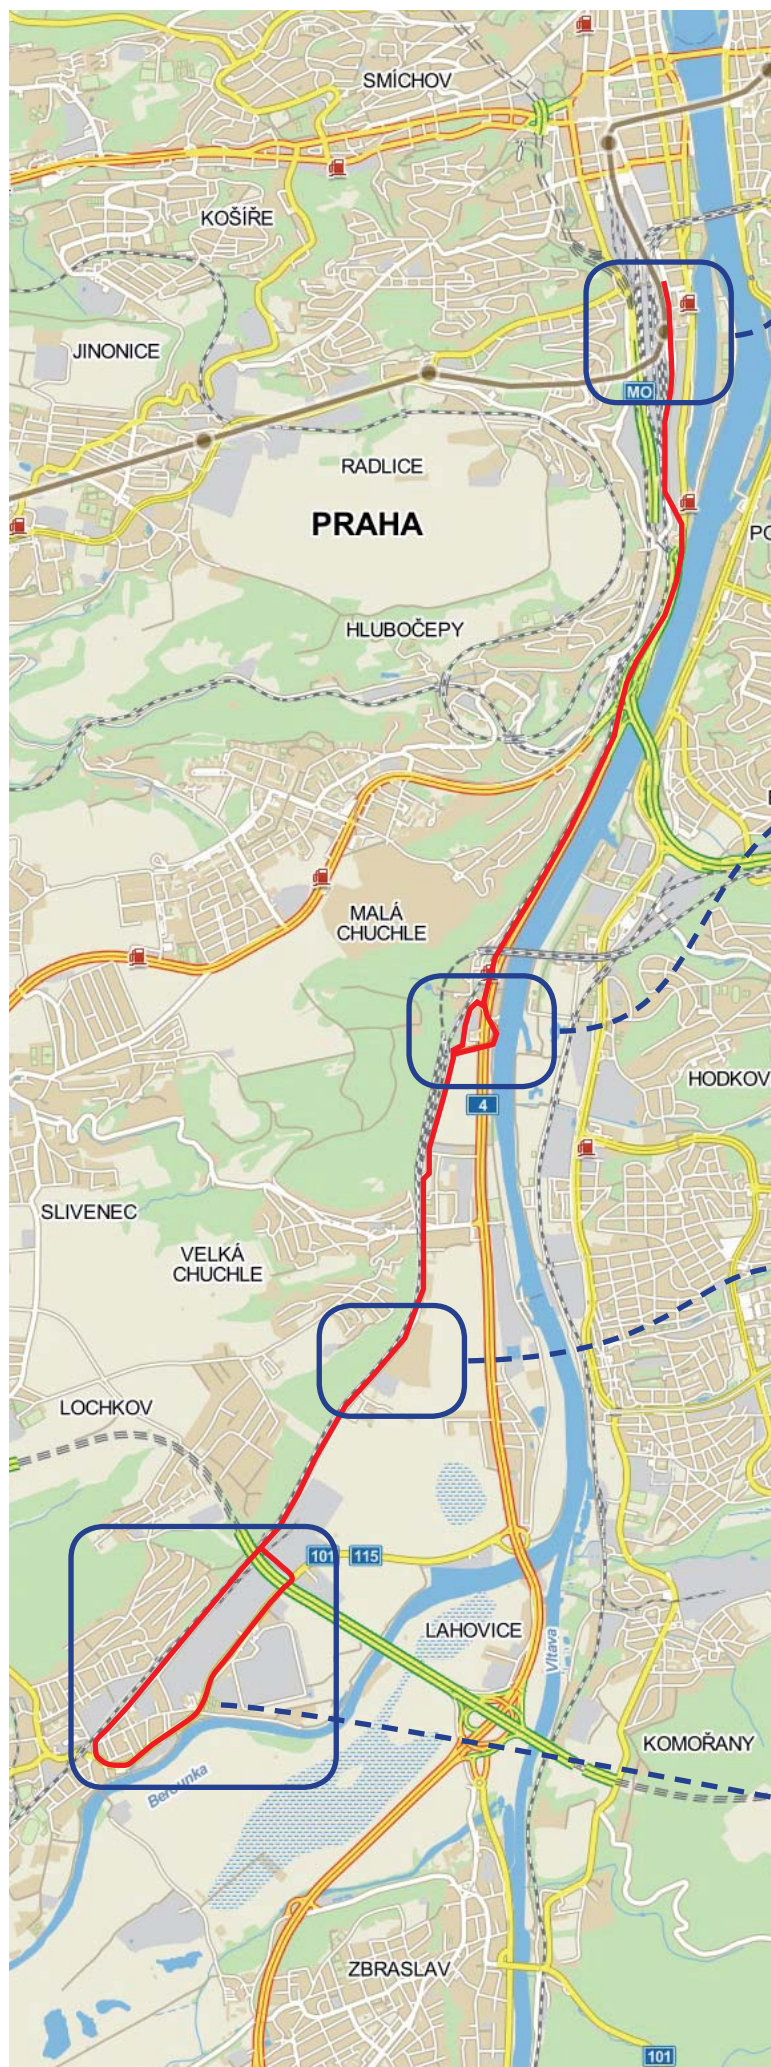 SMÍCHOV
KOŠÍŘE
JINONICE
MO
RADLICE
PRAHA
HLUBOČEPY
MALÁ
CHUCHLE
HODKOV
4
SLIVENEC
VELKÁ
CHUCHLE
LOCHKOV
101 115
LAHOVICE
Vltava
KOMOŘANY
Berounka
ZBRASLAV
101